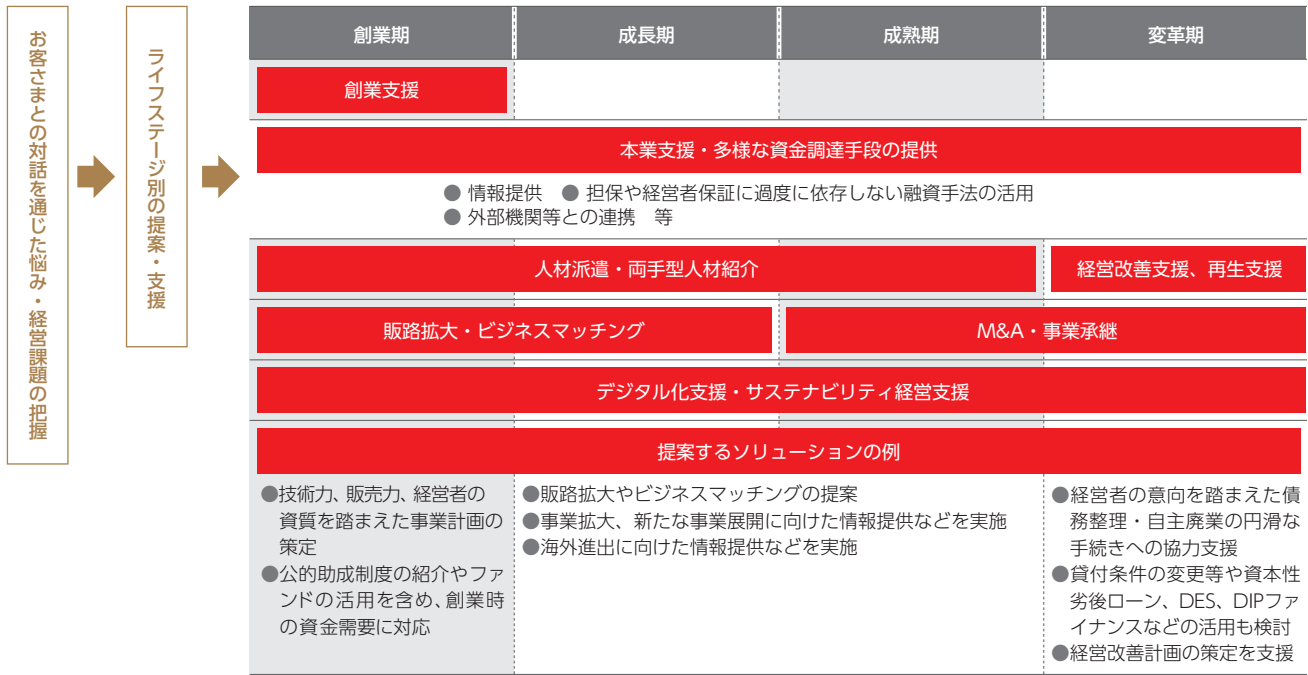 お客さまとの対話を通じた悩み・経営課題の把握
ライフステージ別の提案・支援
創業期
成長期
成熟期
変革期
創業支援
本業支援・多様な資金調達手段の提供
● 情報提供　● 担保や経営者保証に過度に依存しない融資手法の活用
● 外部機関等との連携　等
人材派遣・両手型人材紹介
経営改善支援、再生支援
販路拡大・ビジネスマッチング
M&A・事業承継
デジタル化支援・サステナビリティ経営支援
提案するソリューションの例
●技術力、販売力、経営者の
資質を踏まえた事業計画の
策定
●公的助成制度の紹介やファ
ンドの活用を含め、創業時
の資金需要に対応
●販路拡大やビジネスマッチングの提案
●事業拡大、新たな事業展開に向けた情報提供などを実施
●海外進出に向けた情報提供などを実施
●経営者の意向を踏まえた債
務整理・自主廃業の円滑な
手続きへの協力支援
●貸付条件の変更等や資本性
劣後ローン、DES、DIPファ
イナンスなどの活用も検討
●経営改善計画の策定を支援